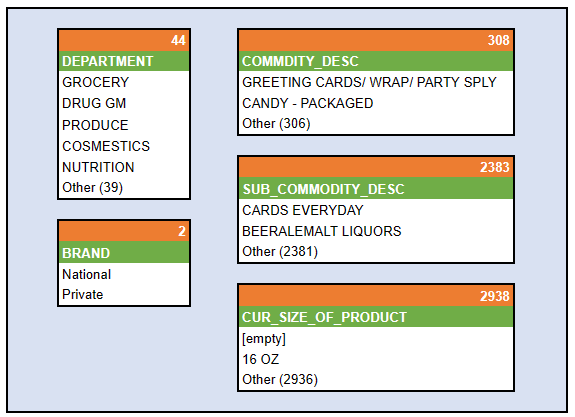 44
DEPARTMENT
GROCERY
DRUG GM
PRODUCE
COSMESTICS
NUTRITION
Other (39)
2
BRAND
National
Private
308
COMMDITY_DESC
GREETING CARDS/ WRAP/ PARTY SPLY
CANDY - PACKAGED
Other (306)
2383
SUB_COMMODITY_DESC
CARDS EVERYDAY
BEERALEMALT LIQUORS
Other (2381)
2938
CUR_SIZE_OF_PRODUCT
[empty]
16 OZ
Other (2936)